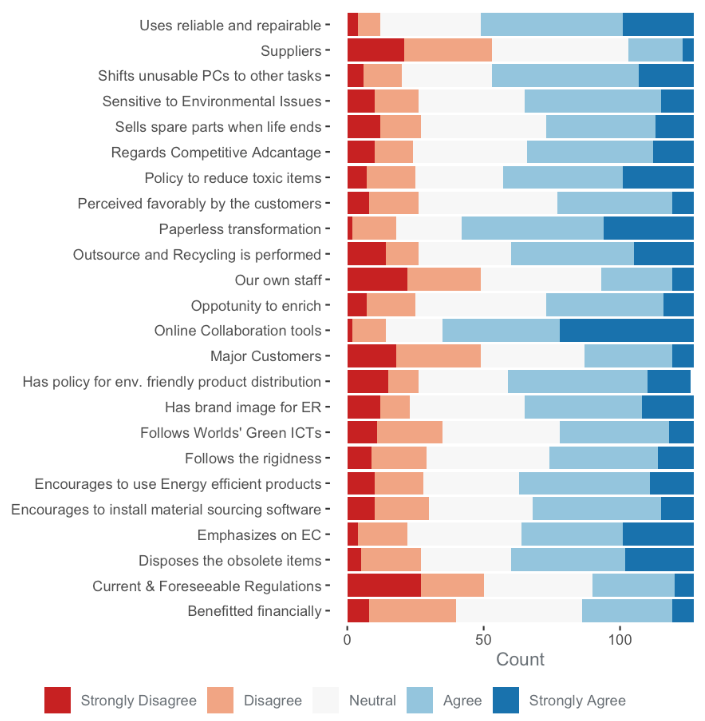 Uses reliable and repairable
Suppliers
Shifts unusable PCs to other tasks
Sensitive to Environmental Issues
Sells spare parts when life ends
Regards Competitive Adcantage
Policy to reduce toxic items
Perceived favorably by the customers
Paperless transformation
Outsource and Recycling is performed
Our own staff
Oppotunity to enrich
Online Collaboration tools
Major Customers
Has policy for env. friendly product distribution
Has brand image for ER
Follows Worlds' Green ICTs
Follows the rigidness
Encourages to use Energy efficient products
Encourages to install material sourcing software
Emphasizes on EC
Disposes the obsolete items
Current & Foreseeable Regulations
Benefitted financially
0 50 100
Count
Strongly Disagree Disagree Neutral Agree Strongly Agree